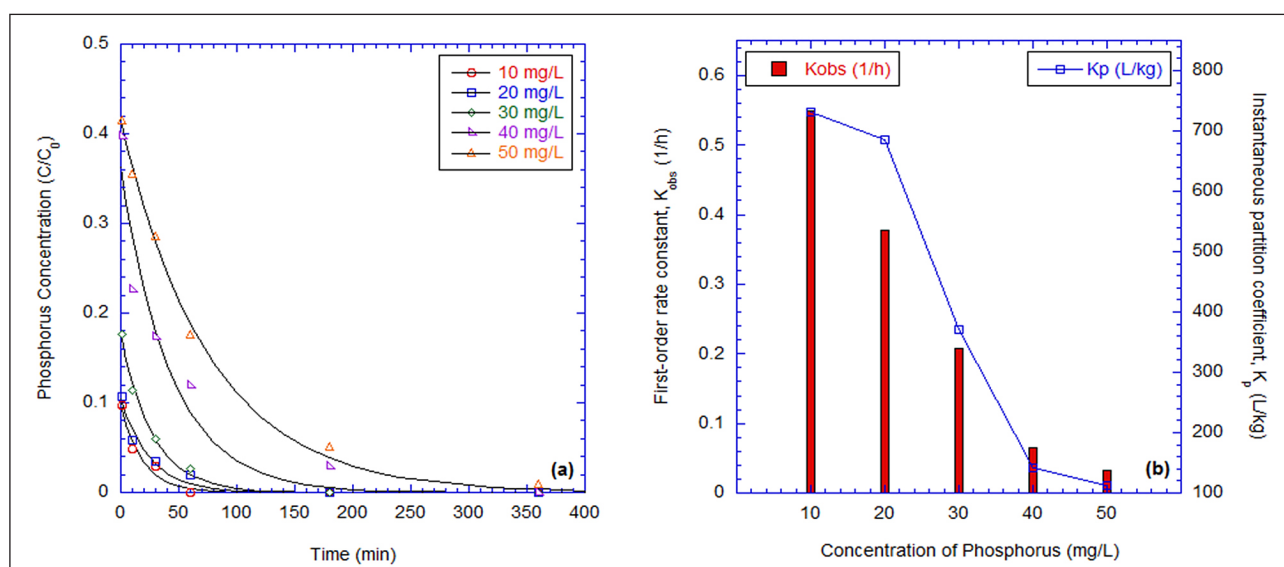 0.5
0.4
0.3
0.2
0.1
0
Phosphorus Concentration (C/C₀)
10 mg/L
20 mg/L
30 mg/L
40 mg/L
50 mg/L
(a)
0 50 100 150 200 250 300 350 400
Time (min)
0.6
0.5
0.4
0.3
0.2
0.1
0
First-order rate constant, Kobs (1/h)
Kobs (1/h)
Kp (L/kg)
800
700
600
500
400
300
200
100
Instantaneous partition coefficient, Kp (L/kg)
(b)
10 20 30 40 50
Concentration of Phosphorus (mg/L)